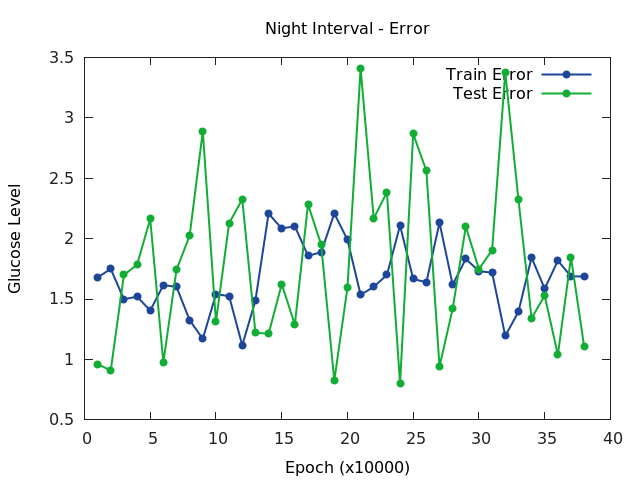 Night Interval - Error
Train Error
Test Error
3.5
3
2.5
2
1.5
1
0.5
Glucose Level
0 5 10 15 20 25 30 35 40
Epoch (x10000)